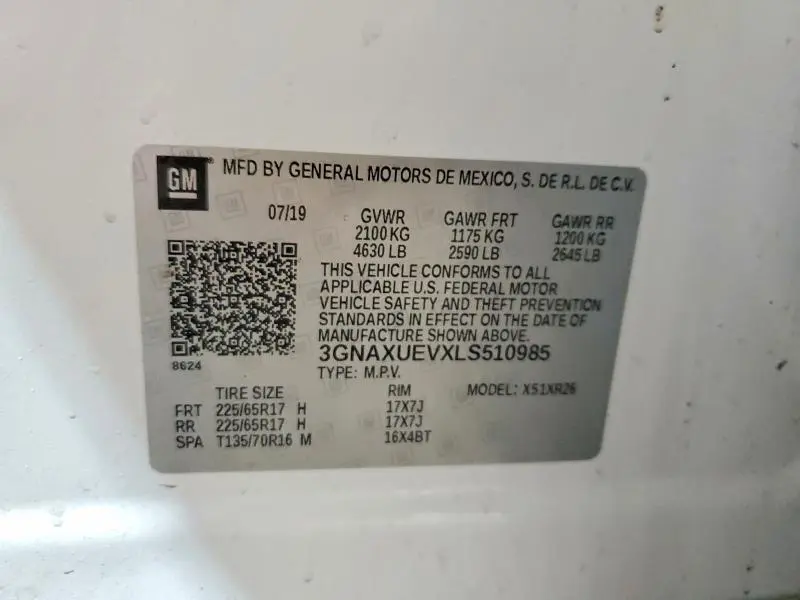 GM MFD BY GENERAL MOTORS DE MEXICO, S. DE R.L. DE C.V.
07/19 GVWR GAWR FRT GAWR RR
2100 KG 1175 KG 1200 KG
4630 LB 2590 LB 2645 LB
THIS VEHICLE CONFORMS TO ALL
APPLICABLE U.S. FEDERAL MOTOR
VEHICLE SAFETY AND THEFT PREVENTION
STANDARDS IN EFFECT ON THE DATE OF
MANUFACTURE SHOWN ABOVE.
3GNAXUEVXLS510985
8624
TYPE: M.P.V.
TIRE SIZE RIM MODEL: X51XR26
FRT 225/65R17 H 17X7J
RR 225/65R17 H 17X7J
SPA T135/70R16 M 16X4BT